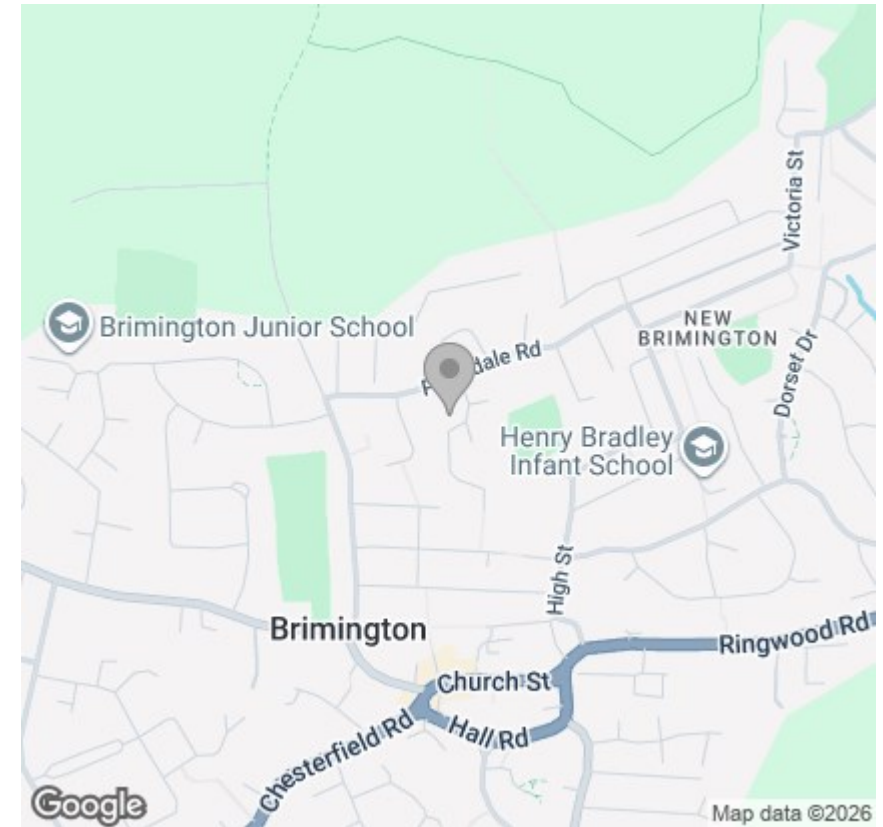 Victoria St
Brimington Junior School
NEW
BRIMINGTON
dale Rd
Dorset Dr
Henry Bradley
Infant School
High St
Brimington
Ringwood Rd
Church St
Hall Rd
Chesterfield Rd
Google
Map data ©2026